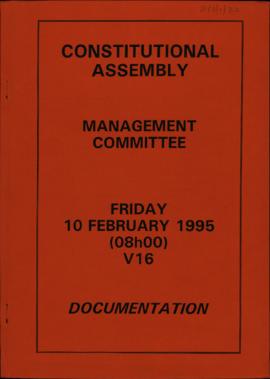 CONSTITUTIONAL
ASSEMBLY
MANAGEMENT
COMMITTEE
FRIDAY
10 FEBRUARY 1995
(08h00)
V16
DOCUMENTATION